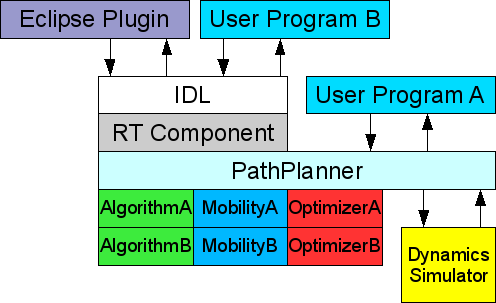 Eclipse Plugin
User Program B
IDL
User Program A
RT Component
PathPlanner
AlgorithmA
MobilityA
OptimizerA
AlgorithmB
MobilityB
OptimizerB
Dynamics
Simulator